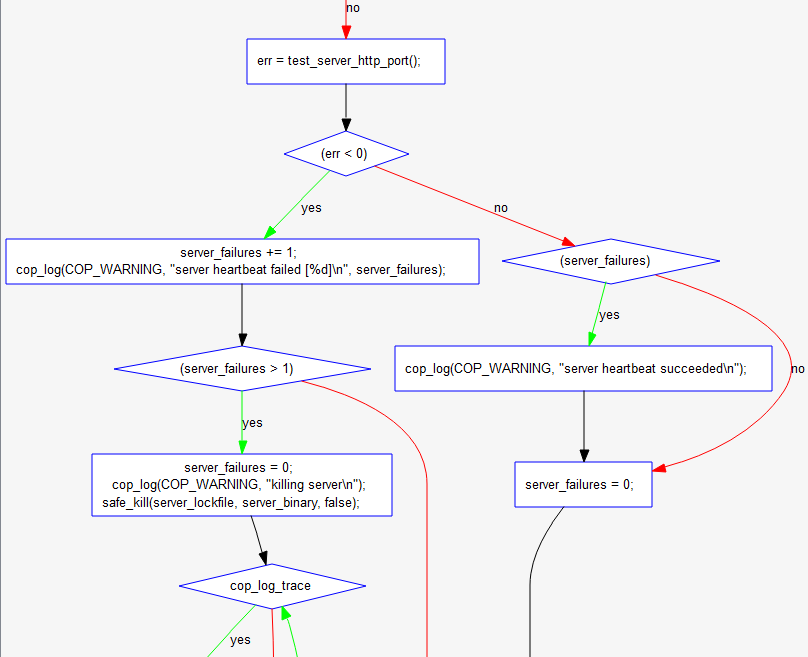 no
err = test_server_http_port();
(err < 0)
yes
no
server_failures += 1;
cop_log(COP_WARNING, "server heartbeat failed [%d]\n", server_failures);
(server_failures)
yes
(server_failures > 1)
cop_log(COP_WARNING, "server heartbeat succeeded\n");
no
yes
server_failures = 0;
cop_log(COP_WARNING, "killing server\n");
safe_kill(server_lockfile, server_binary, false);
server_failures = 0;
cop_log_trace
yes